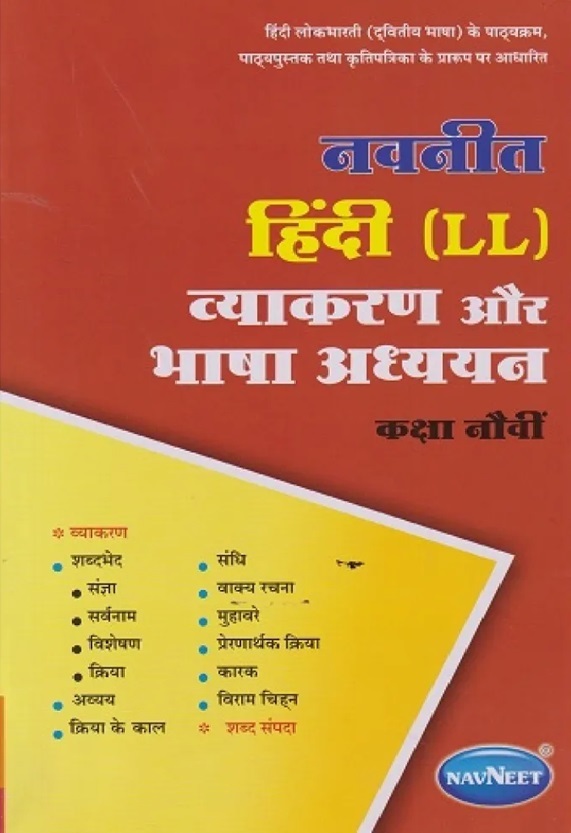 हिंदी लोकभारती (द्‌वितीय भाषा) के पाठ्यक्रम,
पाठ्यपुस्तक तथा कृतिपत्रिका के प्रारूप पर आधारित
नवनीत
हिंदी (LL)
व्याकरण और
भाषा अध्ययन
कक्षा नौवीं
* व्याकरण
• शब्दभेद
• संज्ञा
• सर्वनाम
• विशेषण
• क्रिया
• अव्यय
• क्रिया के काल
• संधि
• वाक्य रचना
• मुहावरे
• प्रेरणार्थक क्रिया
• कारक
• विराम चिह्‌न
* शब्द संपदा
NAVNEET
®